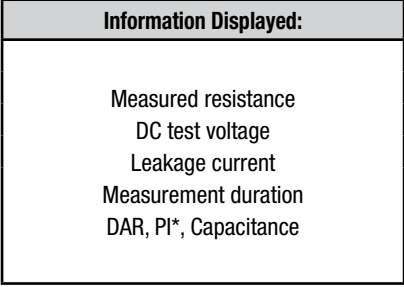 Information Displayed:
Measured resistance
DC test voltage
Leakage current
Measurement duration
DAR, PI*, Capacitance